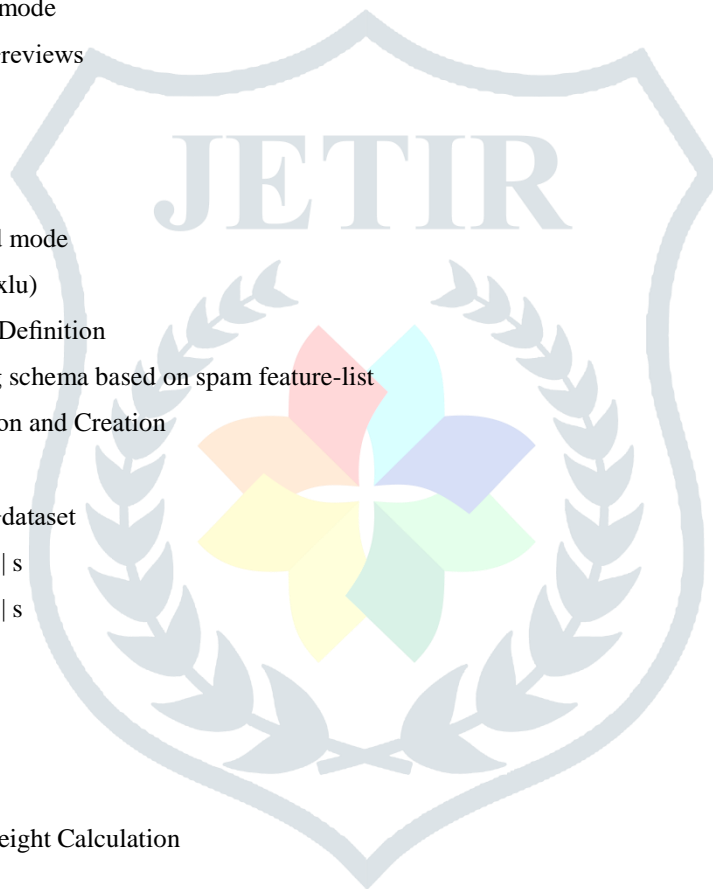 mode
reviews
JETIR
l mode
xlu)
Definition
g schema based on spam feature-list
on and Creation
dataset
| s
| s
eight Calculation